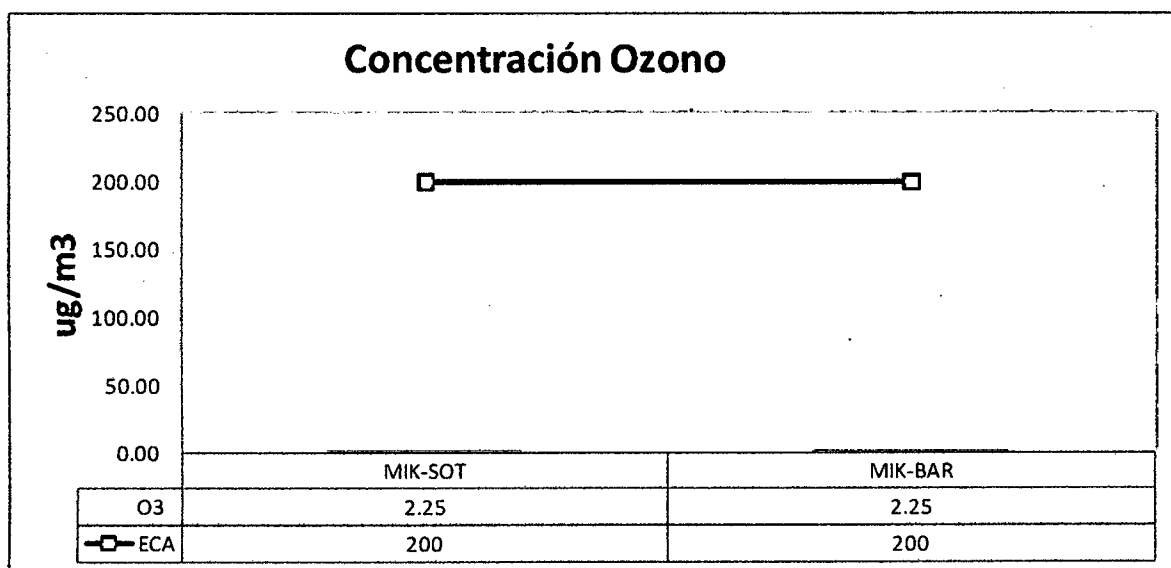 Concentración Ozono
250.00
200.00
150.00
100.00
50.00
0.00
ug/m3
MIK-SOT MIK-BAR
O3 2.25 2.25
ECA 200 200